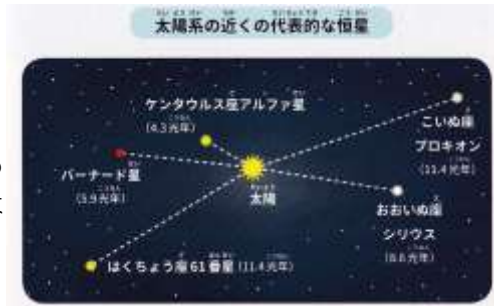 太陽系の近くの代表的な恒星
ケンタウルス座アルファ星
(4.3光年)
こいぬ座
プロキオン
(11.4光年)
バーナード星
(5.9光年)
太陽
おおいぬ座
シリウス
(8.6光年)
はくちょう座61番星(11.4光年)